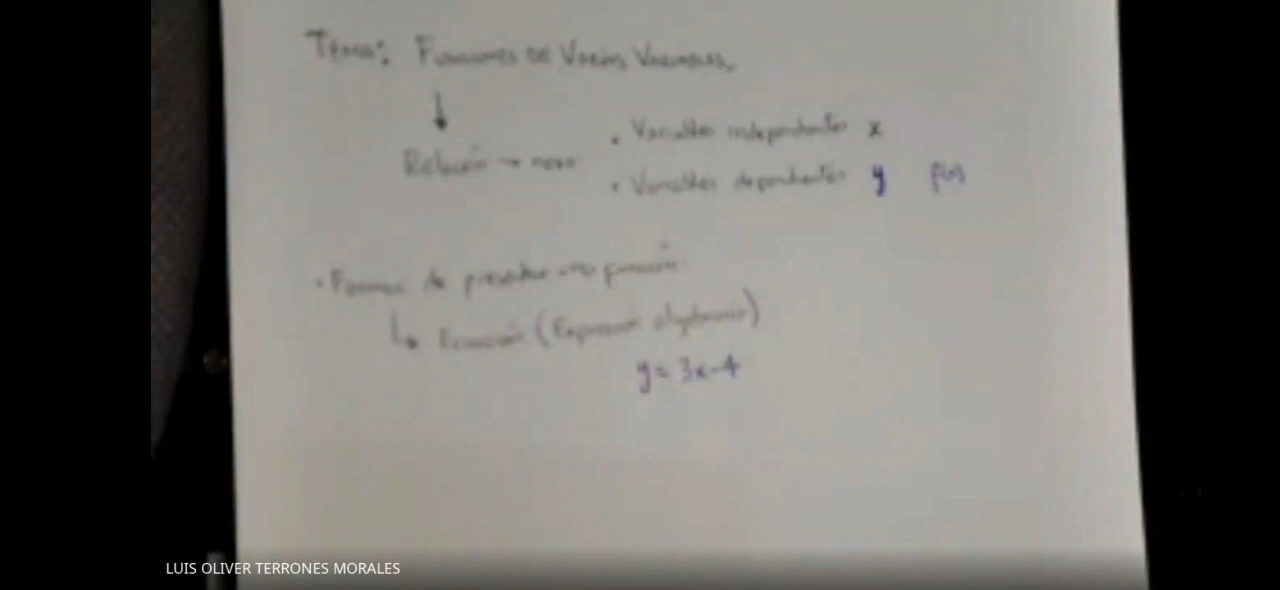 Tema: Funciones de Varias Variables
Relación → nexo
• Variables independientes x
• Variables dependientes y f(x)
• Formas de presentar una función
↳ Ecuación (Expresión algebraica)
y = 3x-4
LUIS OLIVER TERRONES MORALES